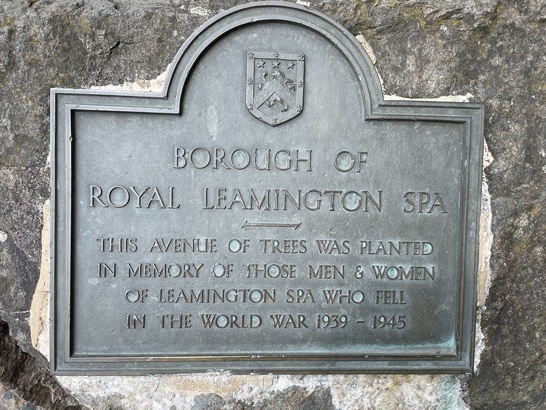 BOROUGH OF
ROYAL LEAMINGTON SPA
THIS AVENUE OF TREES WAS PLANTED
IN MEMORY OF THOSE MEN & WOMEN
OF LEAMINGTON SPA WHO FELL
IN THE WORLD WAR 1939 - 1945